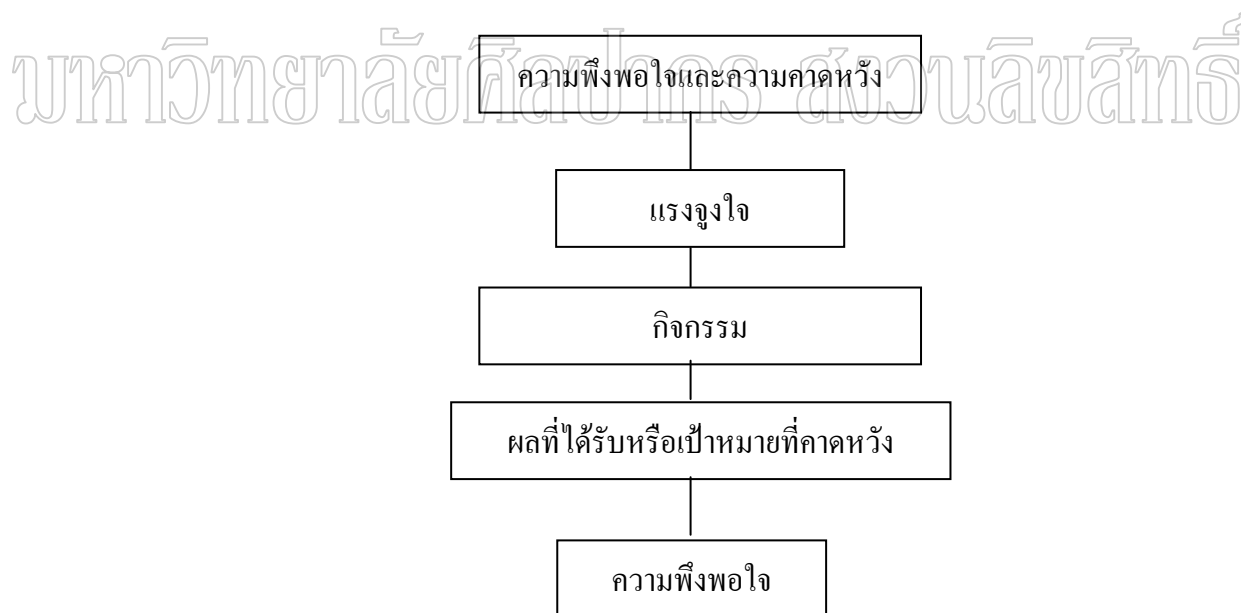 มหาวิทยาลัยศิลปากร สงวนลิขสิทธิ์
ความพึงพอใจและความคาดหวัง
แรงจูงใจ
กิจกรรม
ผลที่ได้รับหรือเป้าหมายที่คาดหวัง
ความพึงพอใจ